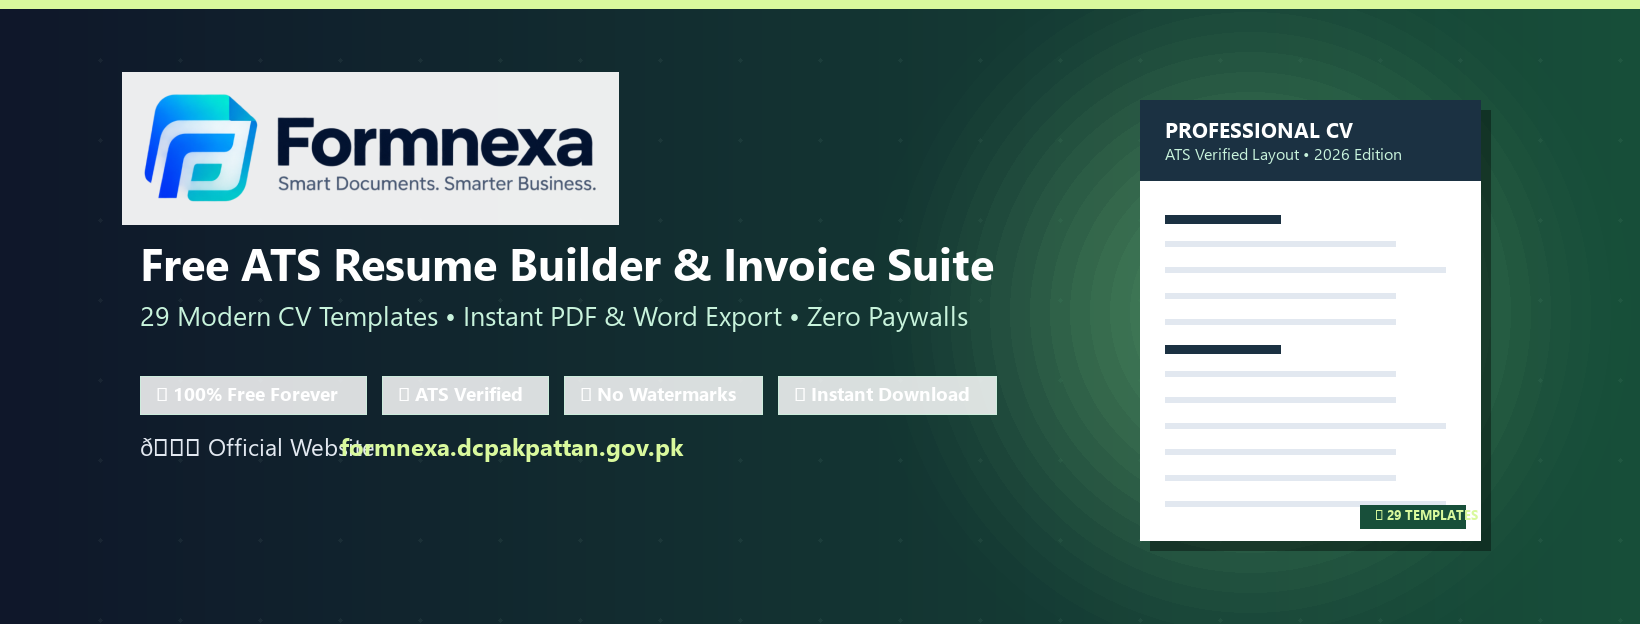 Formnexa
Smart Documents. Smarter Business.
Free ATS Resume Builder & Invoice Suite
29 Modern CV Templates • Instant PDF & Word Export • Zero Paywalls
100% Free Forever
ATS Verified
No Watermarks
Instant Download
Official Website
formnexa.dcpakpattan.gov.pk
PROFESSIONAL CV
ATS Verified Layout • 2026 Edition
29 TEMPLATES